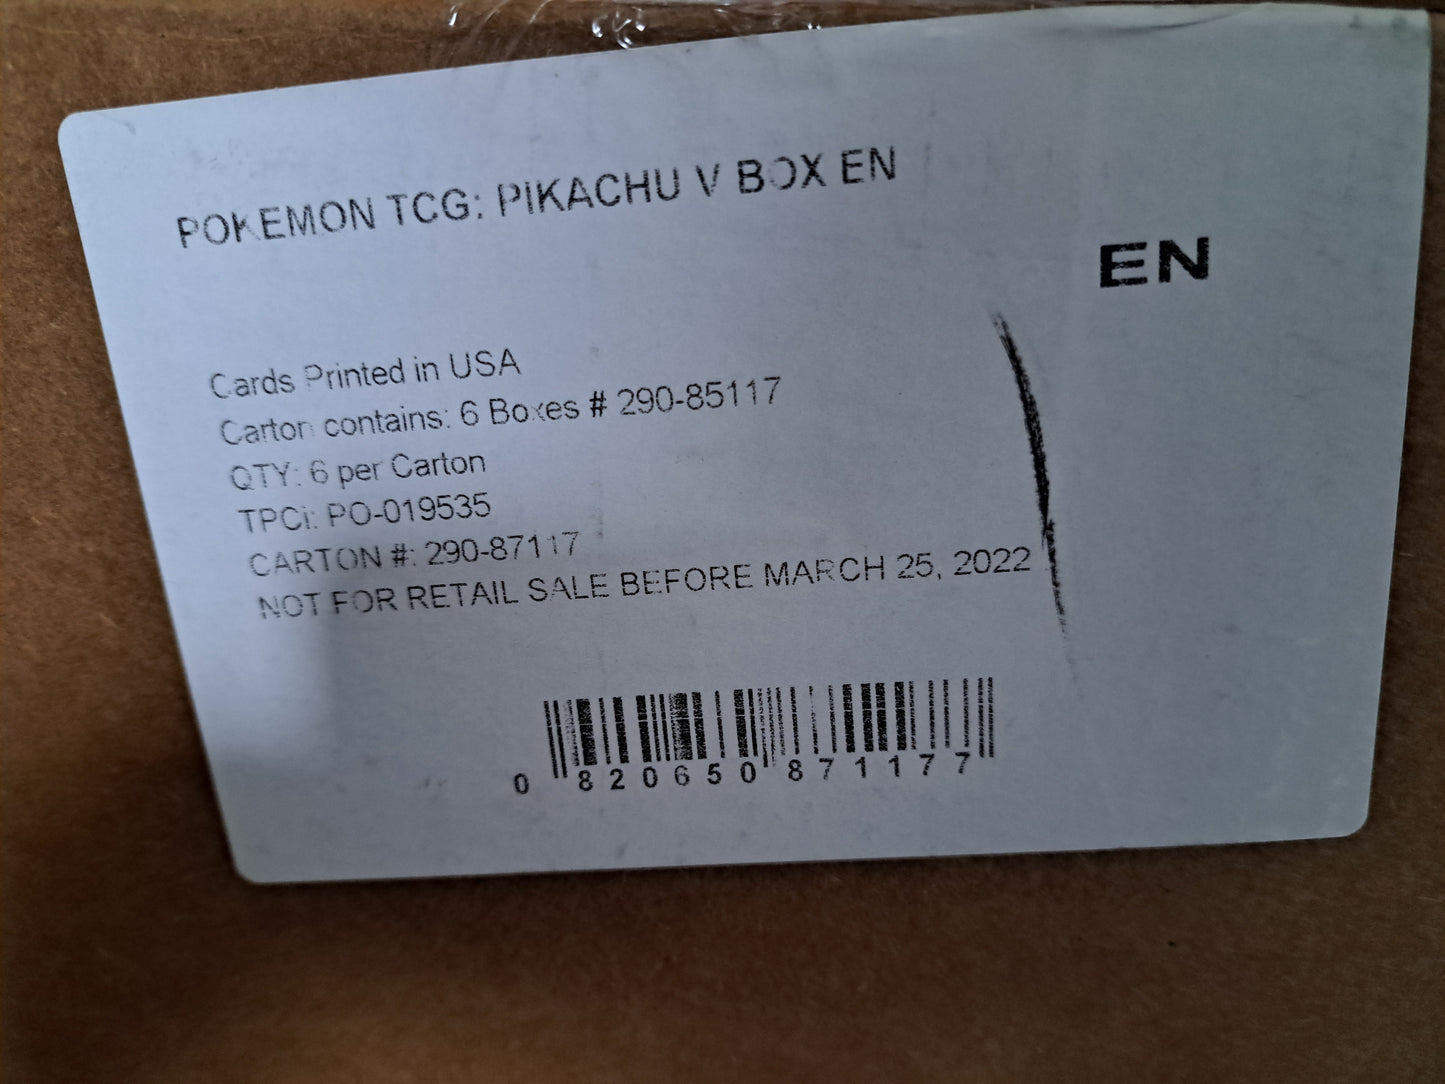 POKEMON TCG: PIKACHU V BOX EN
EN
Cards Printed in USA
Carton contains: 6 Boxes # 290-85117
QTY: 6 per Carton
TPCi: PO-019535
CARTON #: 290-87117
NOT FOR RETAIL SALE BEFORE MARCH 25, 2022
0 820650 871177